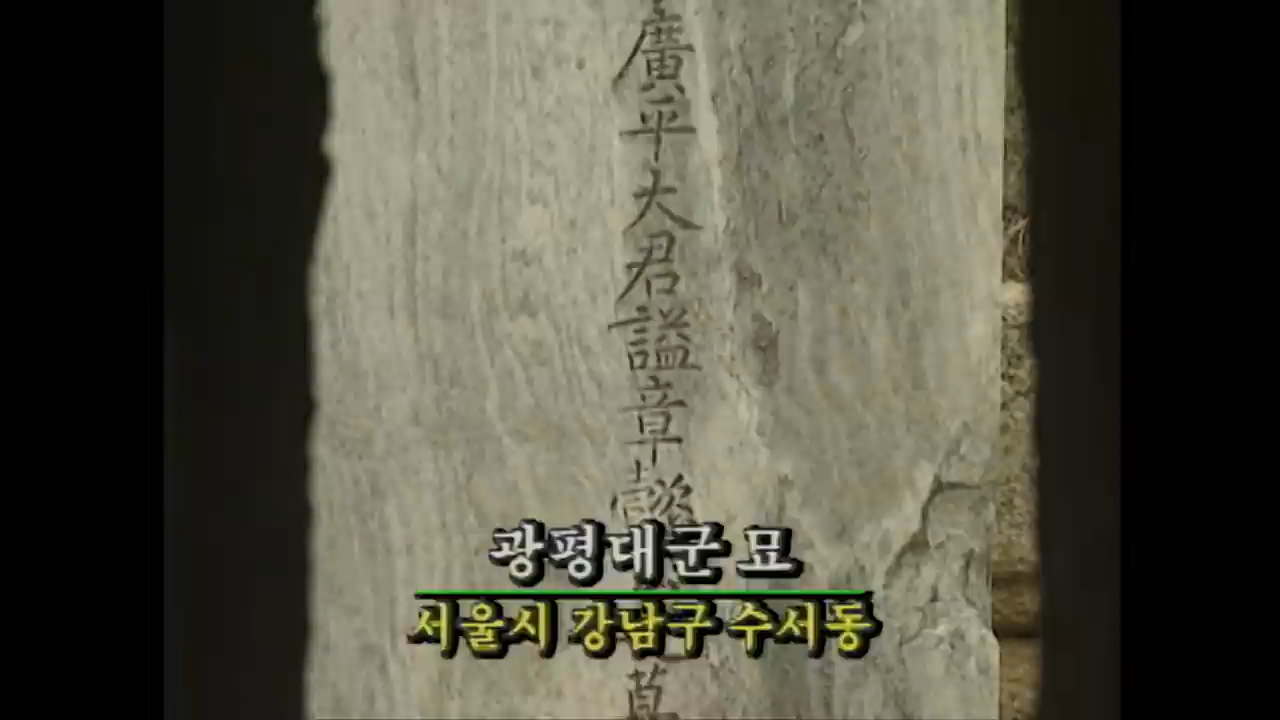 廣平大君謚章懿
광평대군 묘
서울시 강남구 수서동